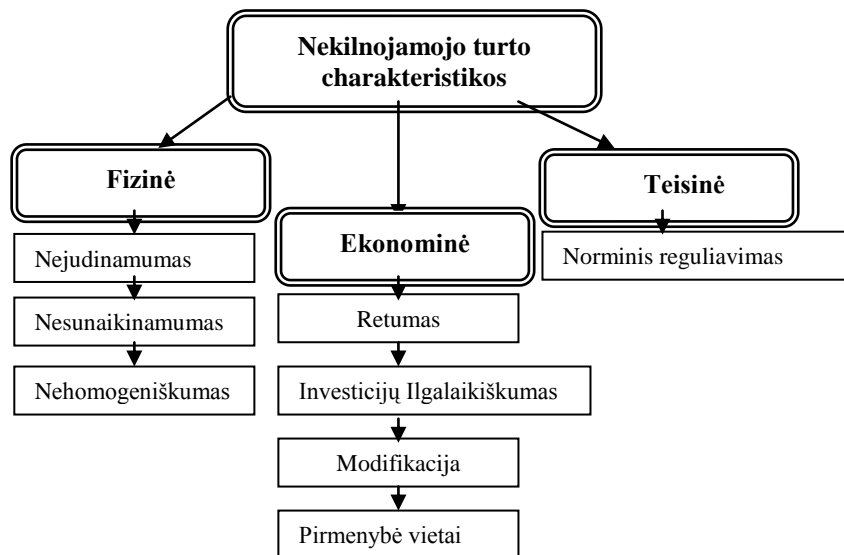 Nekilnojamojo turto
charakteristikos
Fizinė
Nejudinamumas
Nesunaikinamumas
Nehomogeniškumas
Ekonominė
Retumas
Investicijų Ilgalaikiškumas
Modifikacija
Pirmenybė vietai
Teisinė
Norminis reguliavimas